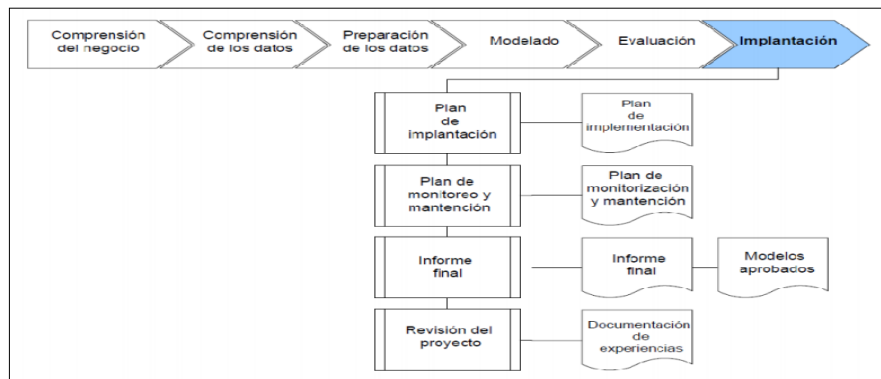 Comprensión
del negocio
Comprensión
de los datos
Preparación
de los datos
Modelado
Evaluación
Implantación
Plan
de
implantación
Plan
de
implementación
Plan de
monitoreo y
mantención
Plan de
monitorización
y mantención
Informe
final
Informe
final
Modelos
aprobados
Revisión del
proyecto
Documentación
de
experiencias